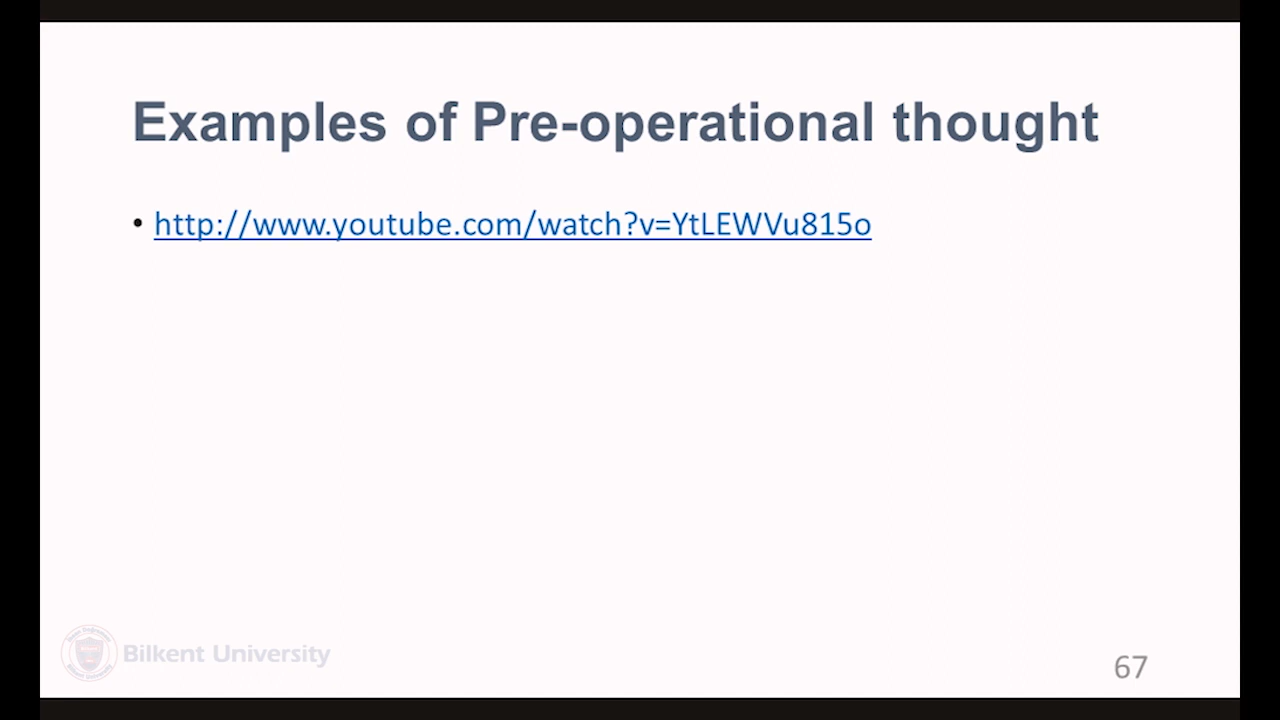 Examples of Pre-operational thought
• http://www.youtube.com/watch?v=YtLEWVu815o
Bilkent University
67